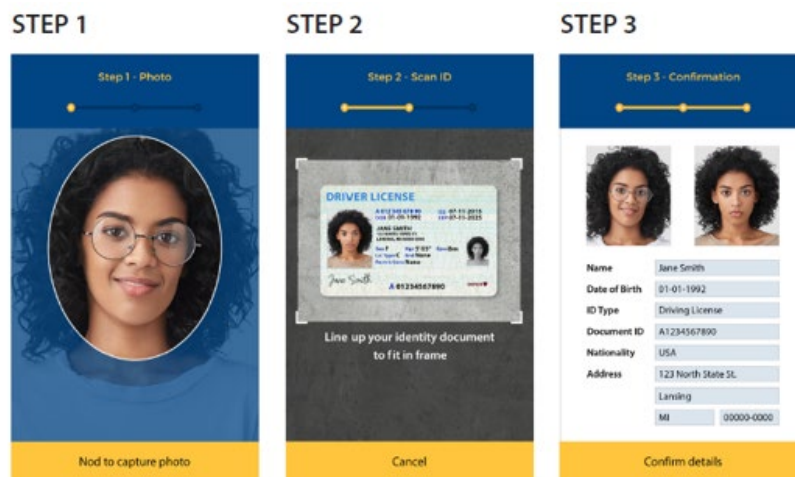 STEP 1
STEP 2
STEP 3
Step 1 - Photo
Nod to capture photo
Step 2 - Scan ID
DRIVER LICENSE
JANE SMITH
Jane Smith
A 01234567890
Line up your identity document
to fit in frame
Cancel
Step 3 - Confirmation
Name Jane Smith
Date of Birth 01-01-1992
ID Type Driving License
Document ID A1234567890
Nationality USA
Address 123 North State St.
Lansing
MI 00000-0000
Confirm details